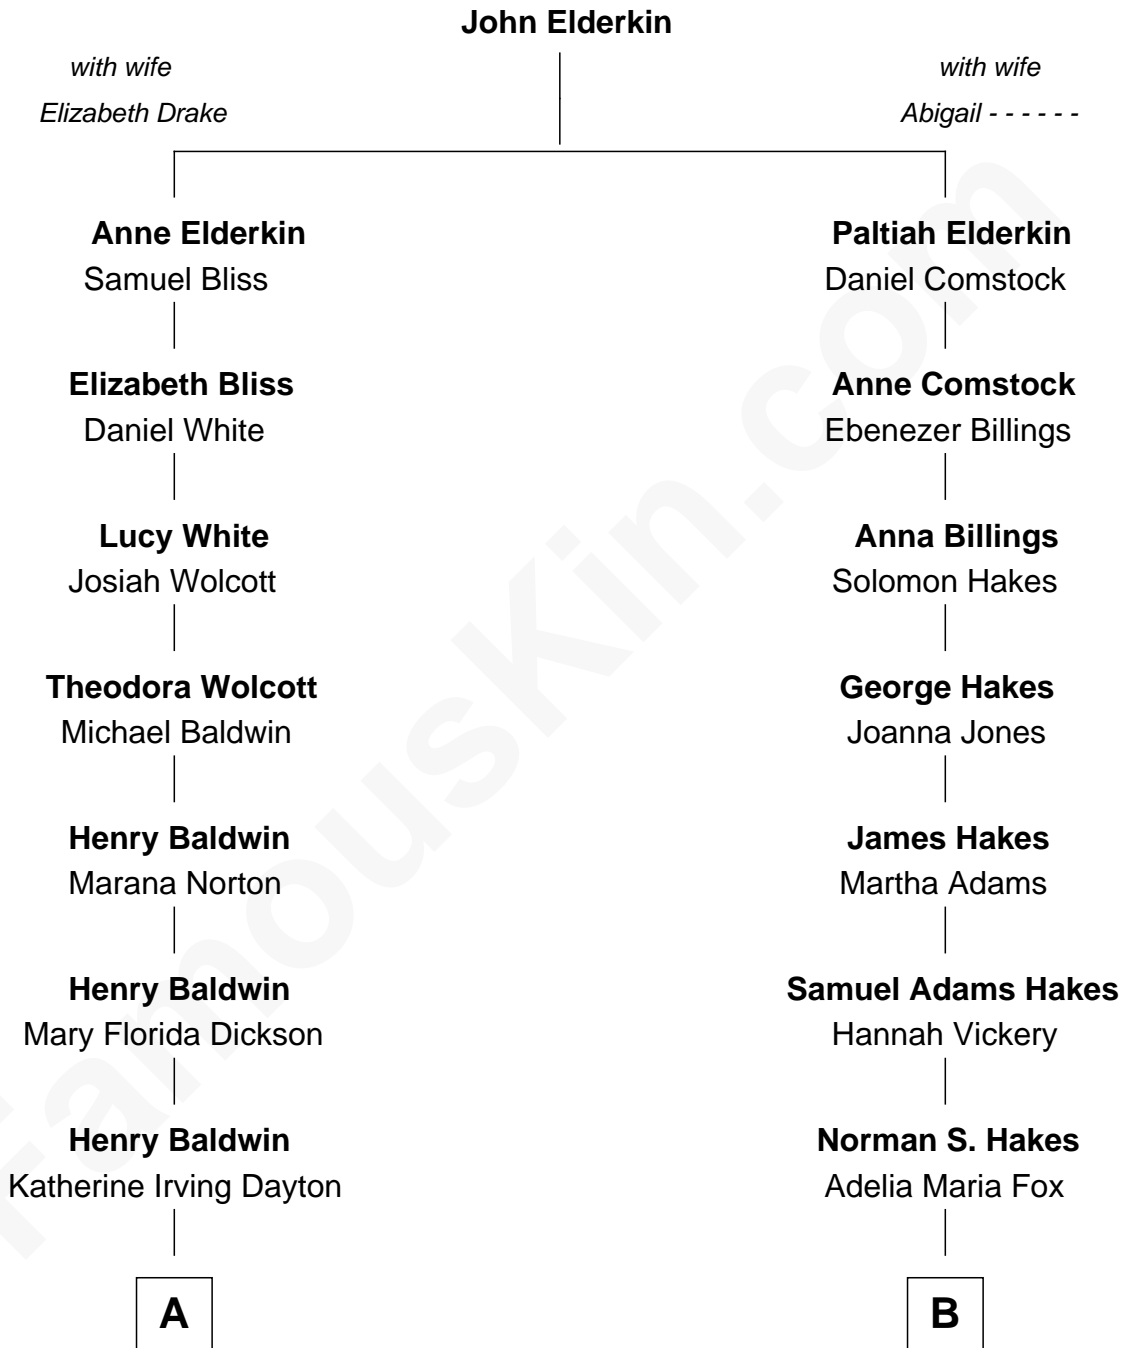 John Elderkin
with wife
with wife
Elizabeth Drake
Abigail - - - - - -
Anne Elderkin
Paltiah Elderkin
Samuel Bliss
Daniel Comstock
Elizabeth Bliss
Anne Comstock
Daniel White
Ebenezer Billings
Lucy White
Anna Billings
Josiah Wolcott
Solomon Hakes
Theodora Wolcott
George Hakes
Michael Baldwin
Joanna Jones
Henry Baldwin
James Hakes
Marana Norton
Martha Adams
Henry Baldwin
Samuel Adams Hakes
Mary Florida Dickson
Hannah Vickery
Henry Baldwin
Norman S. Hakes
Katherine Irving Dayton
Adelia Maria Fox
A
B
FamousKin.com